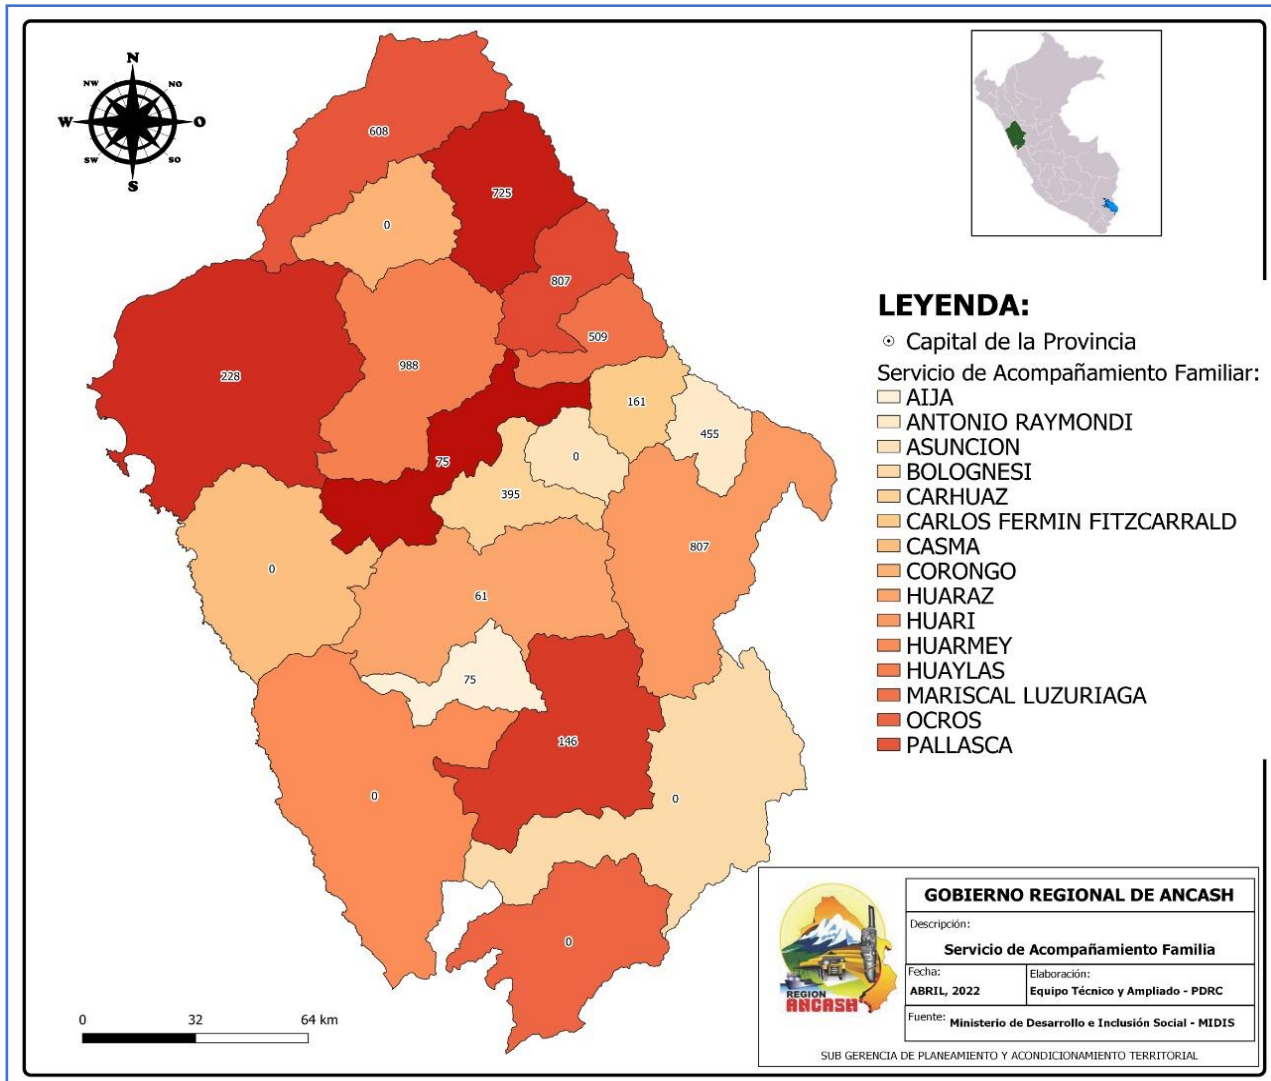 N
NW
NO
W
O
SW
SO
S
608
725
0
807
509
988
228
161
455
75
0
395
807
0
61
75
146
0
0
0
LEYENDA:
Capital de la Provincia
Servicio de Acompañamiento Familiar:
AIJA
ANTONIO RAYMONDI
ASUNCION
BOLOGNESI
CARHUAZ
CARLOS FERMIN FITZCARRALD
CASMA
CORONGO
HUARAZ
HUARI
HUARMEY
HUAYLAS
MARISCAL LUZURIAGA
OCROS
PALLASCA
0 32 64 km
REGION
ANCASH
GOBIERNO REGIONAL DE ANCASH
Descripción:
Servicio de Acompañamiento Familia
Fecha:
ABRIL, 2022
Elaboración:
Equipo Técnico y Ampliado - PDRC
Fuente: Ministerio de Desarrollo e Inclusión Social - MIDIS
SUB GERENCIA DE PLANEAMIENTO Y ACONDICIONAMIENTO TERRITORIAL